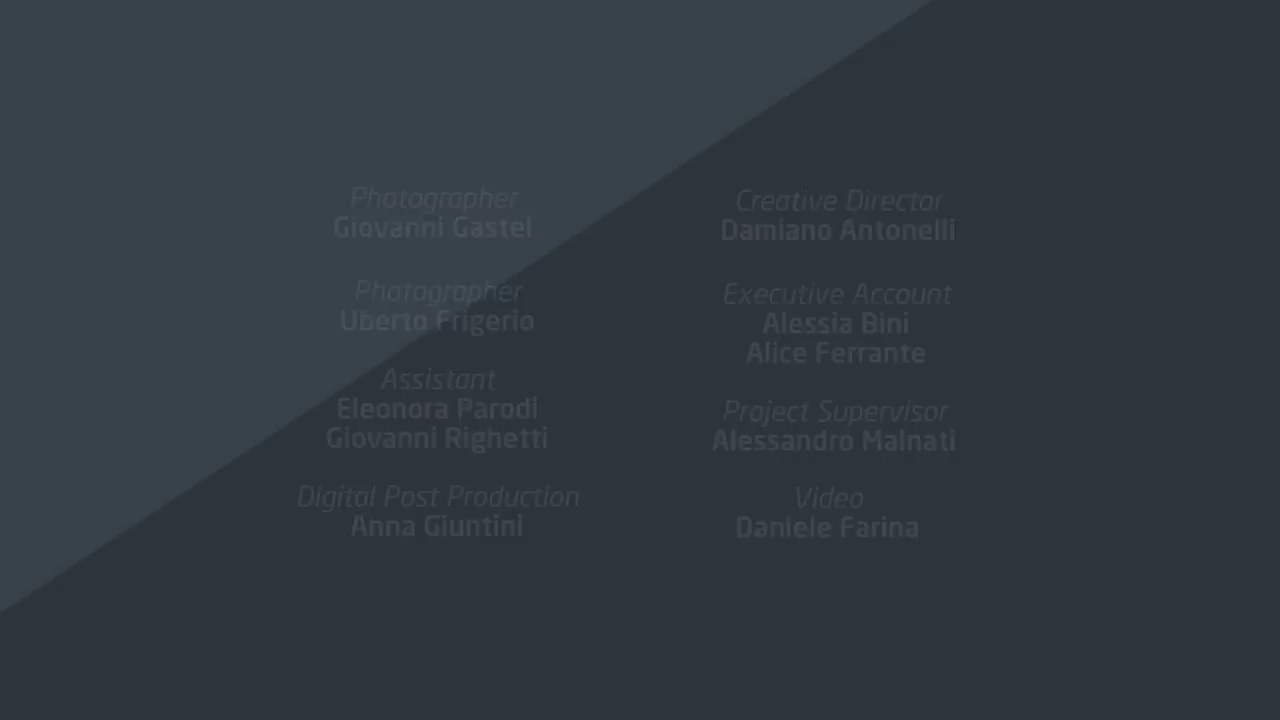 Photographer
Giovanni Gastel
Photographer
Uberto Frigerio
Assistant
Eleonora Parodi
Giovanni Righetti
Digital Post Production
Anna Giuntini
Creative Director
Damiano Antonelli
Executive Account
Alessia Bini
Alice Ferrante
Project Supervisor
Alessandro Malnati
Video
Daniele Farina